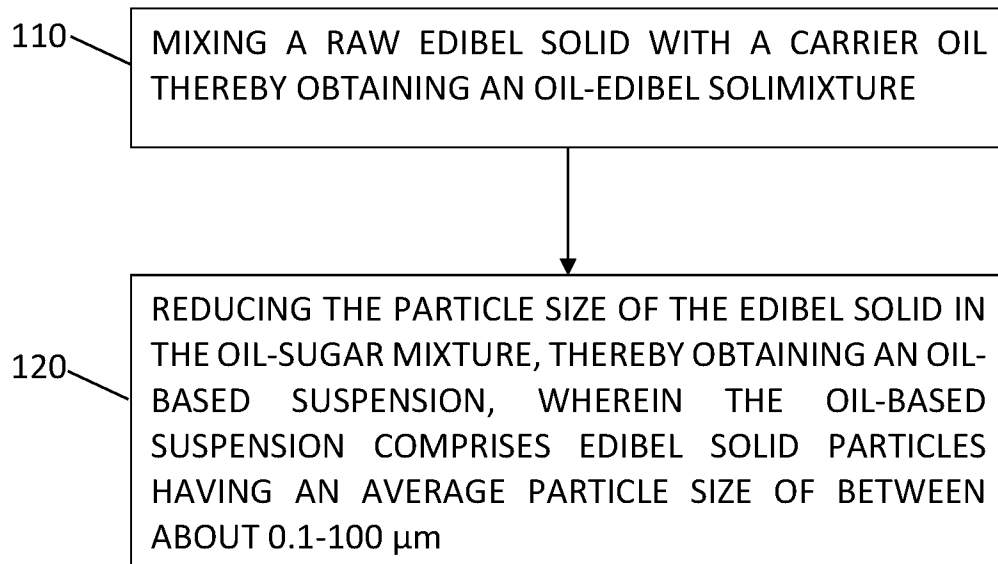 110
MIXING A RAW EDIBEL SOLID WITH A CARRIER OIL
THEREBY OBTAINING AN OIL-EDIBEL SOLIMIXTURE
120
REDUCING THE PARTICLE SIZE OF THE EDIBEL SOLID IN
THE OIL-SUGAR MIXTURE, THEREBY OBTAINING AN OIL-
BASED SUSPENSION, WHEREIN THE OIL-BASED
SUSPENSION COMPRISES EDIBEL SOLID PARTICLES
HAVING AN AVERAGE PARTICLE SIZE OF BETWEEN
ABOUT 0.1-100 µm